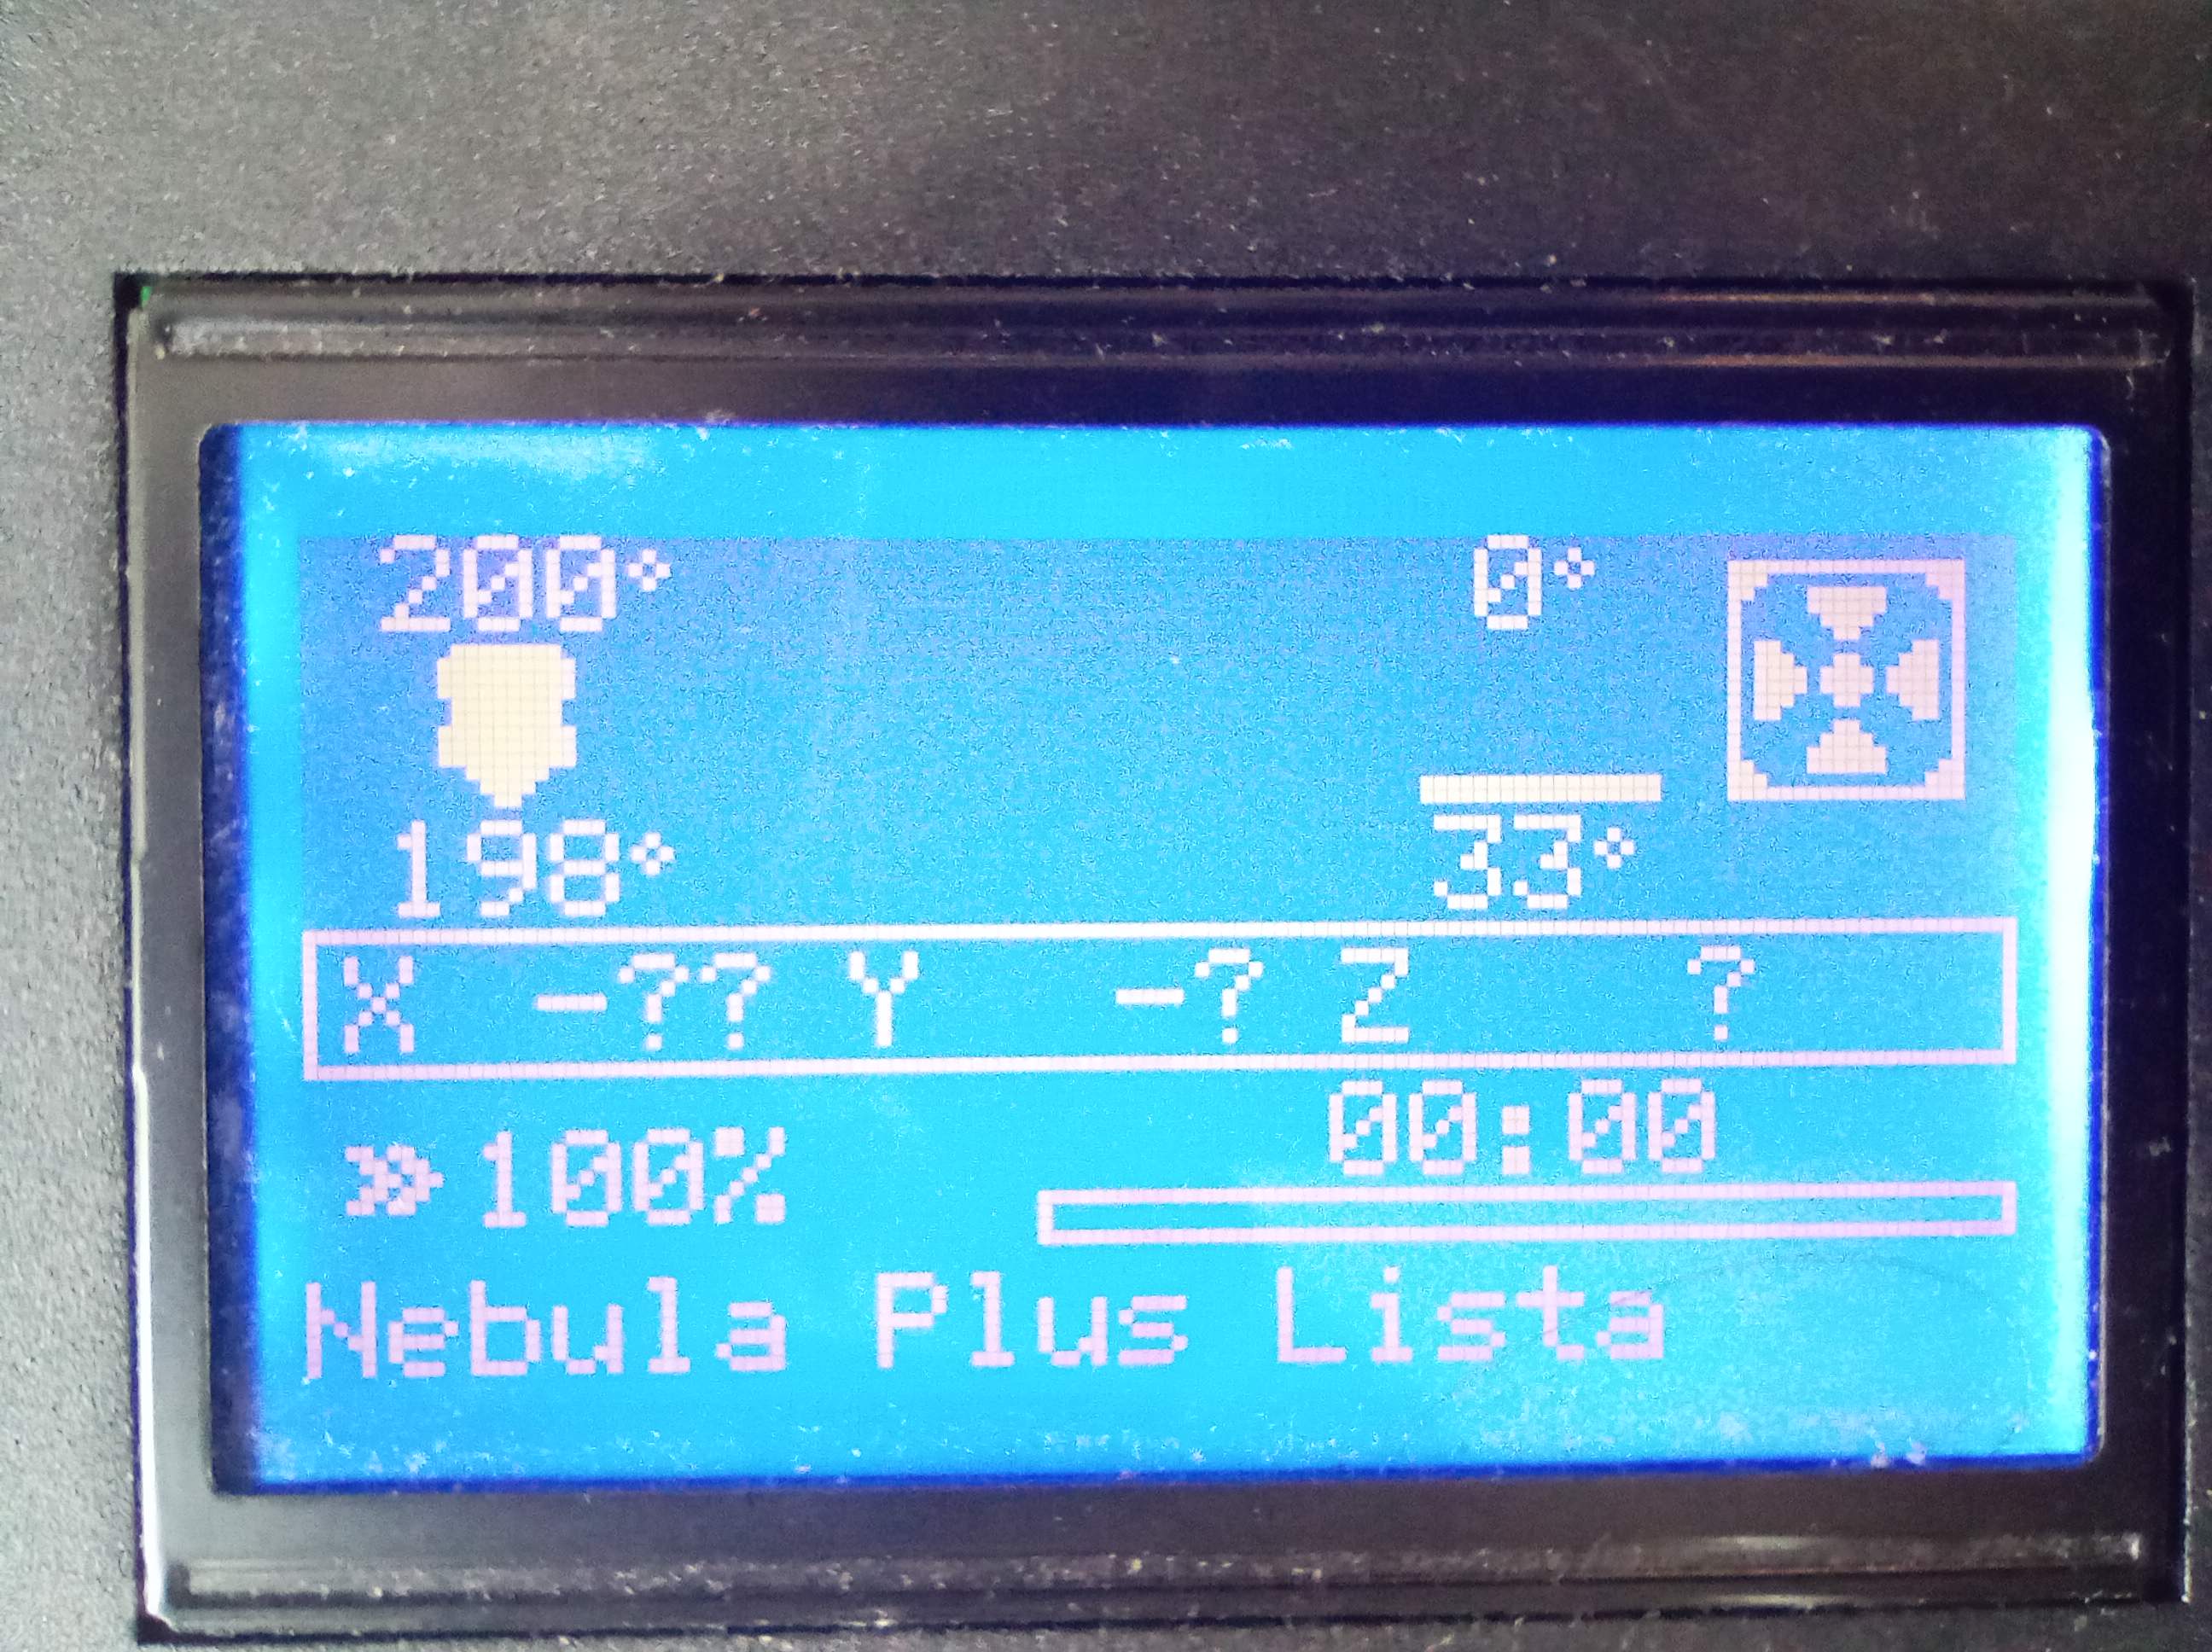 200° 0°
198° 33°
X -?? Y -? Z ?
00:00
»100%
Nebula Plus Lista